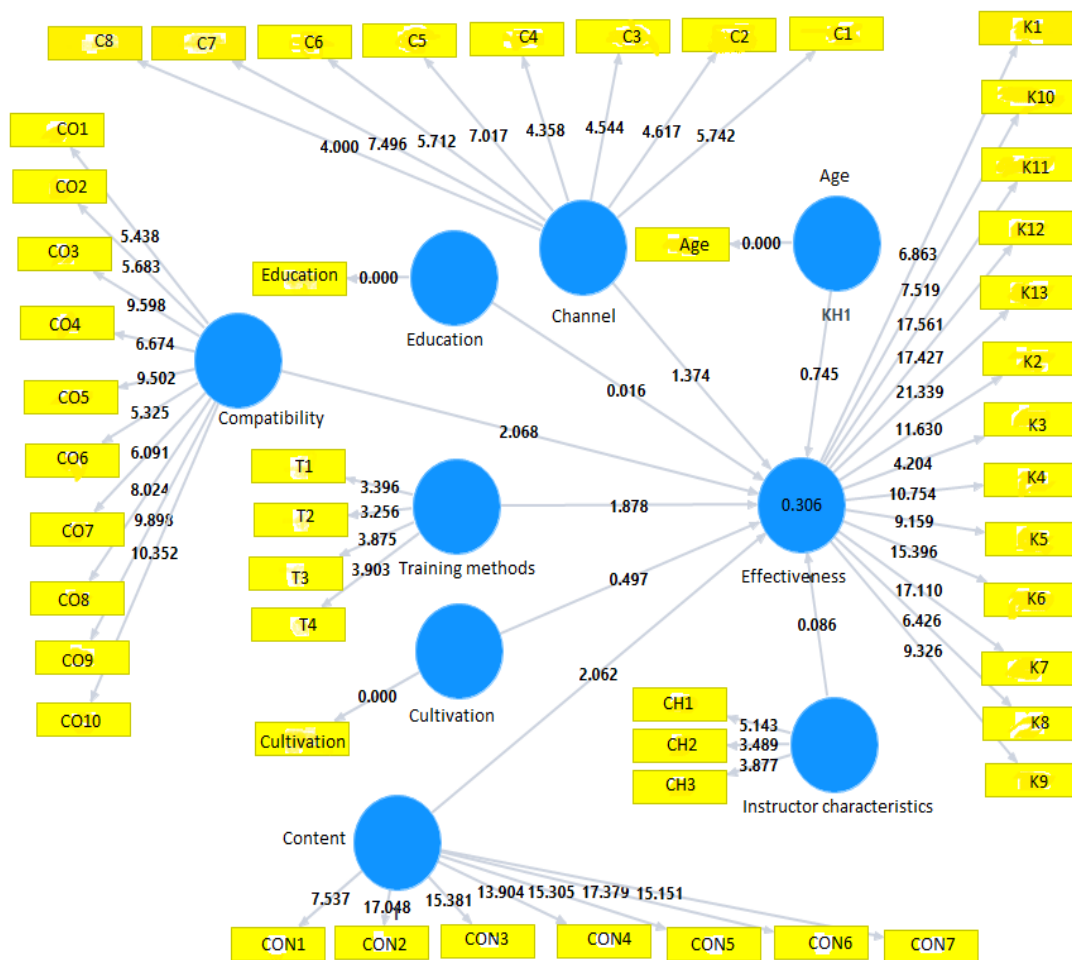 C8
C7
C6
C5
C4
C3
C2
C1
K1
K10
K11
K12
K13
K2
K3
K4
K5
K6
K7
K8
K9
CO1
CO2
CO3
CO4
CO5
CO6
CO7
CO8
CO9
CO10
4.000
7.496
5.712
7.017
4.358
4.544
4.617
5.742
Channel
Age
Age
0.000
KH1
0.745
Education
0.000
Education
0.016
1.374
5.438
5.683
9.598
6.674
9.502
5.325
6.091
8.024
9.898
10.352
Compatibility
2.068
T1
T2
T3
T4
3.396
3.256
3.875
3.903
Training methods
1.878
0.306
Effectiveness
6.863
7.519
17.561
17.427
21.339
11.630
4.204
10.754
9.159
15.396
17.110
6.426
9.326
0.497
Cultivation
0.000
Cultivation
2.062
0.086
CH1
CH2
CH3
5.143
3.489
3.877
Instructor characteristics
Content
7.537
17.048
15.381
13.904
15.305
17.379
15.151
CON1
CON2
CON3
CON4
CON5
CON6
CON7